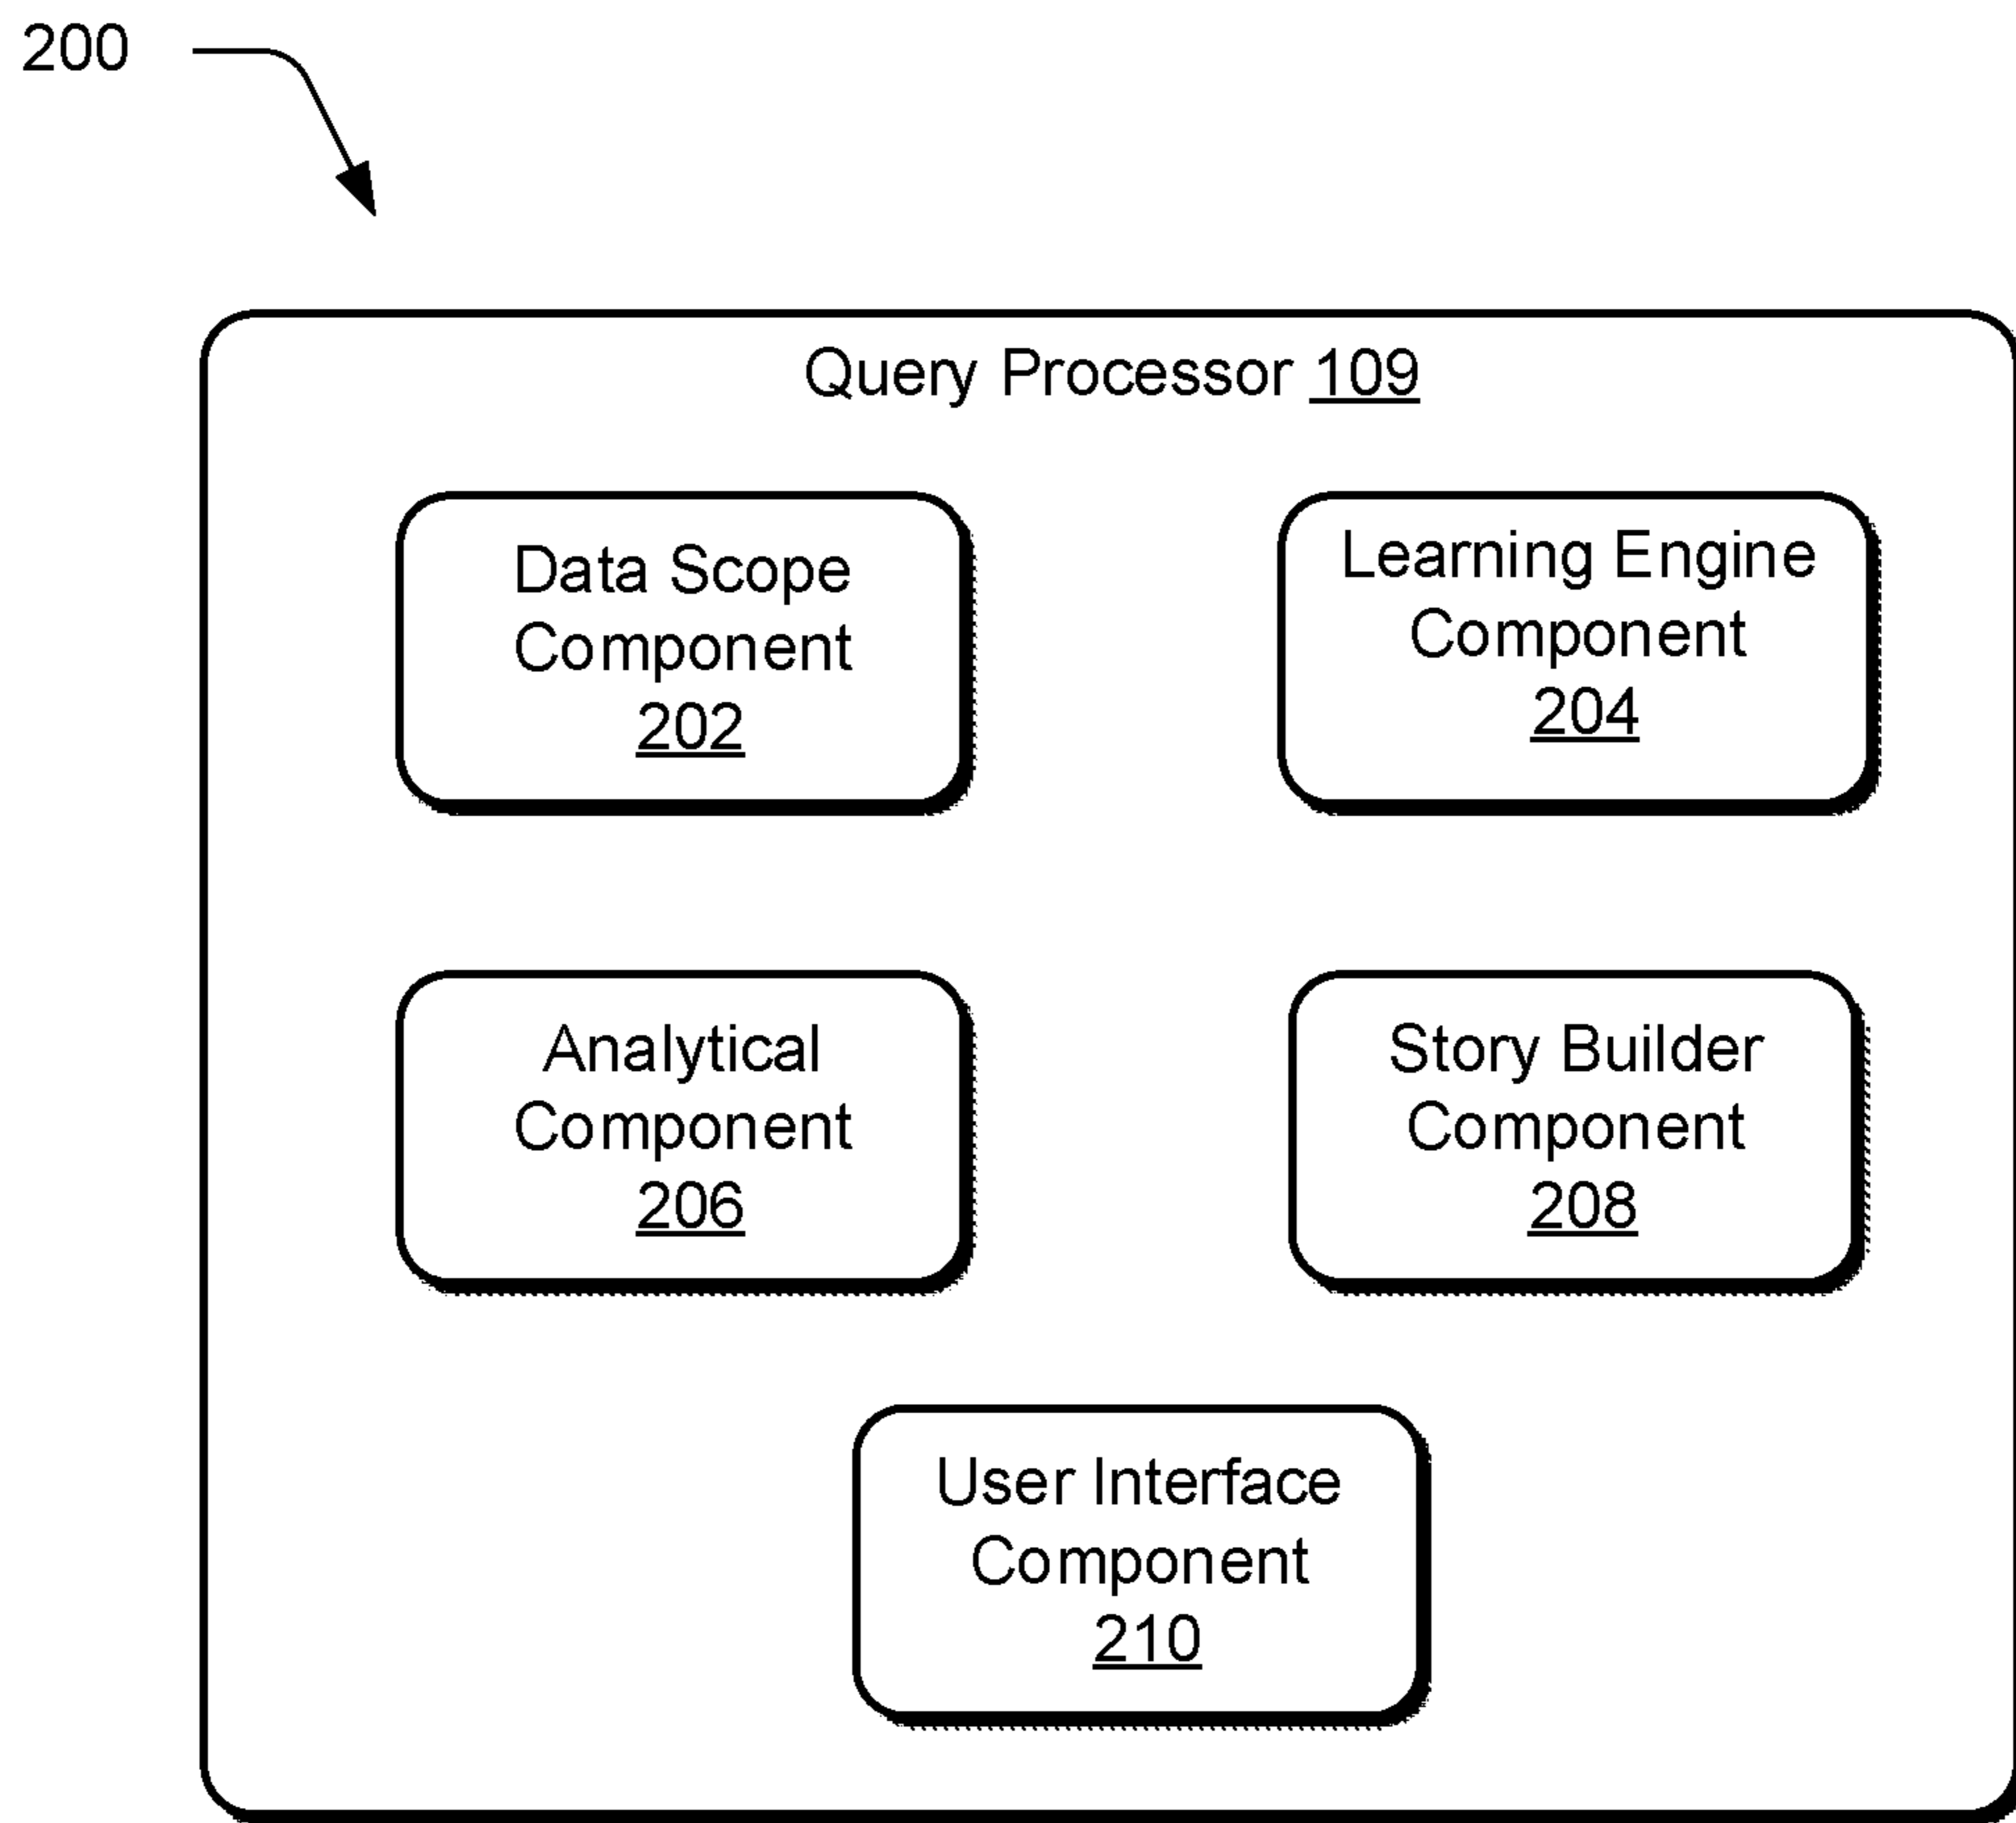 200
Query Processor 109
Data Scope
Component
202
Learning Engine
Component
204
Analytical
Component
206
Story Builder
Component
208
User Interface
Component
210